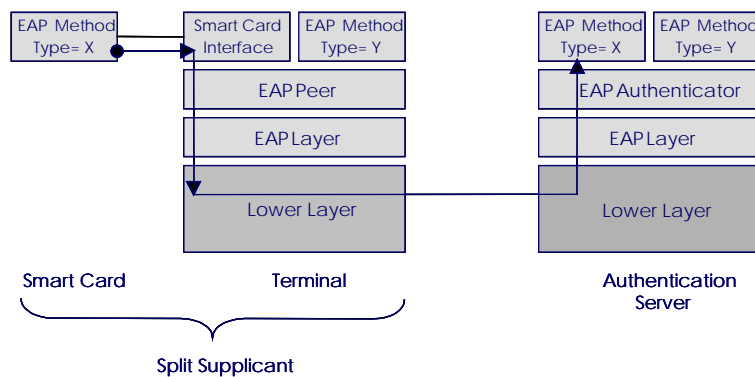 EAP Method
Type= X
Smart Card
Interface
EAP Method
Type= Y
EAP Peer
EAP Layer
Lower Layer
EAP Method
Type= X
EAP Method
Type= Y
EAP Authenticator
EAP Layer
Lower Layer
Smart Card
Terminal
Authentication
Server
Split Supplicant